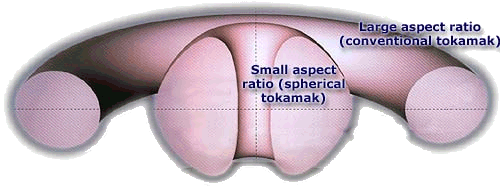 Large aspect ratio
(conventional tokamak)
Small aspect
ratio (spherical
tokamak)